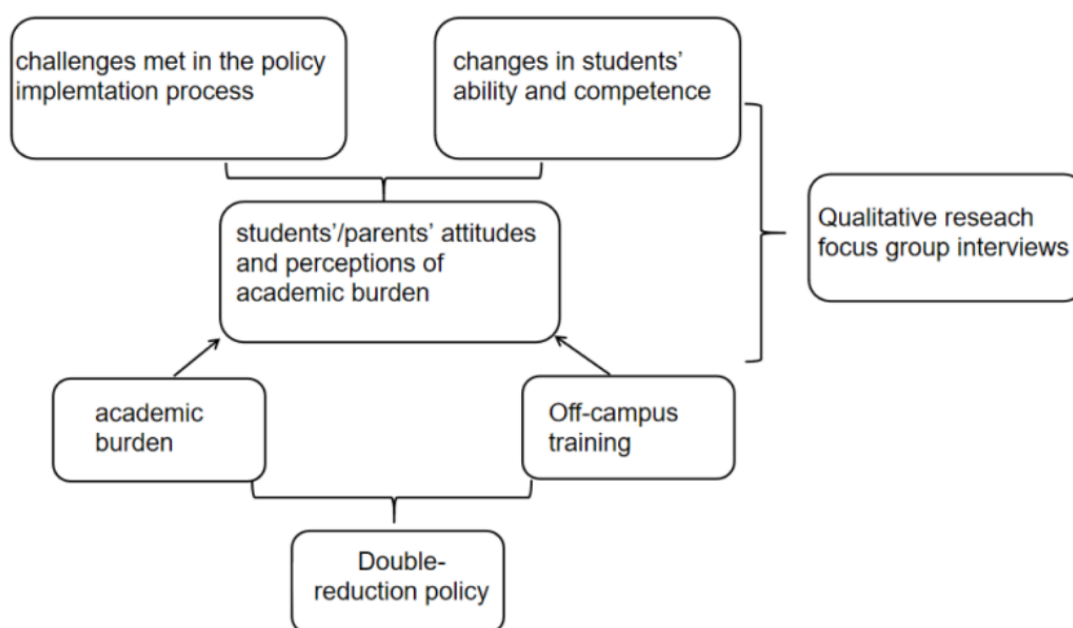 challenges met in the policy
implemtation process
changes in students'
ability and competence
students'/parents' attitudes
and perceptions of
academic burden
Qualitative reseach
focus group interviews
academic
burden
Off-campus
training
Double-
reduction policy